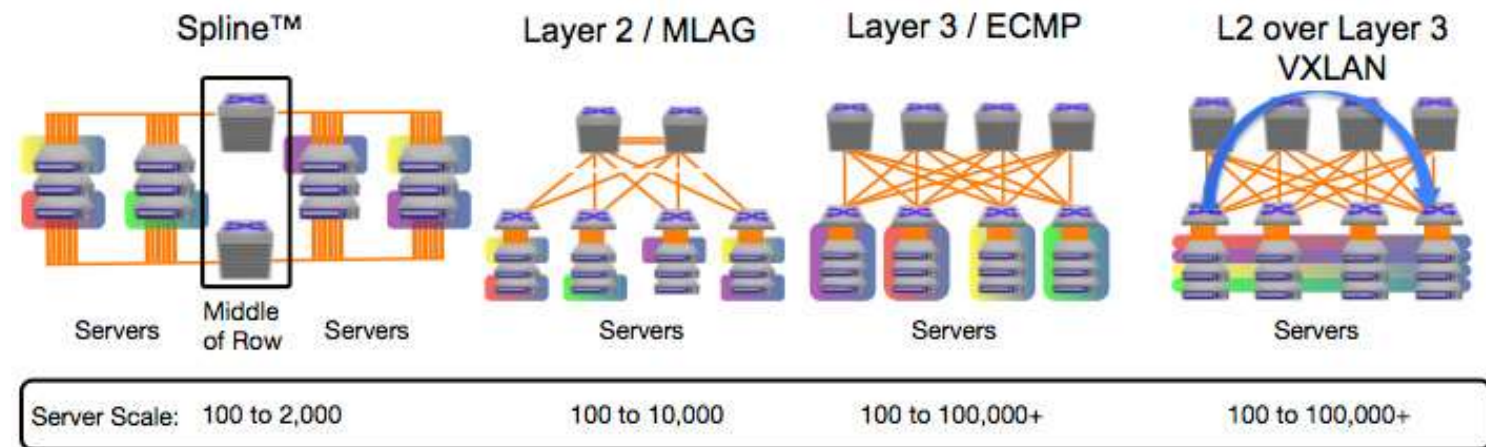 Spline™
Layer 2 / MLAG
Layer 3 / ECMP
L2 over Layer 3
VXLAN
Servers
Middle
of Row
Servers
Servers
Servers
Servers
Server Scale: 100 to 2,000 100 to 10,000 100 to 100,000+ 100 to 100,000+